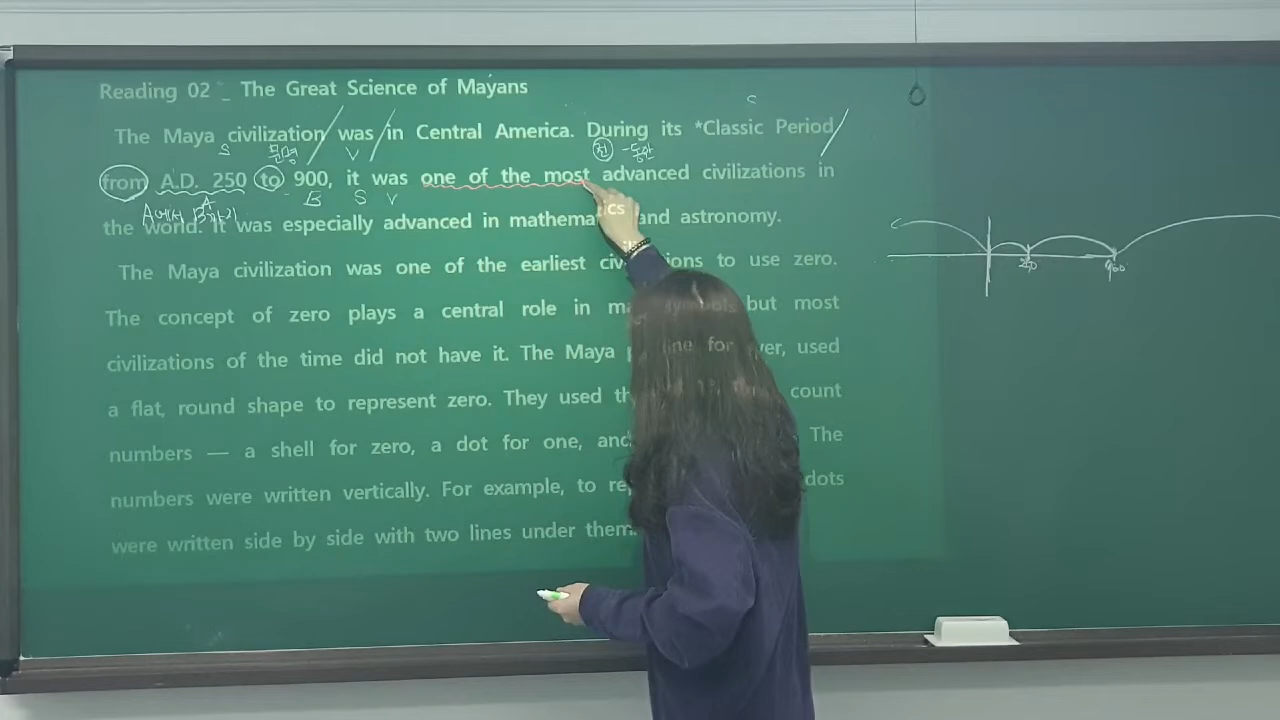 Reading 02 _ The Great Science of Mayans
The Maya civilization was in Central America. During its *Classic Period
S V 전 ~동안
from A.D. 250 to 900, it was one of the most advanced civilizations in
A에서 B까지 A B S V
the world. It was especially advanced in mathematics and astronomy.
250 900
The Maya civilization was one of the earliest civ ions to use zero.
The concept of zero plays a central role in ma symbols but most
civilizations of the time did not have it. The Maya used
a flat, round shape to represent zero. They used count
numbers — a shell for zero, a dot for one, and The
numbers were written vertically. For example, to dots
were written side by side with two lines under them.